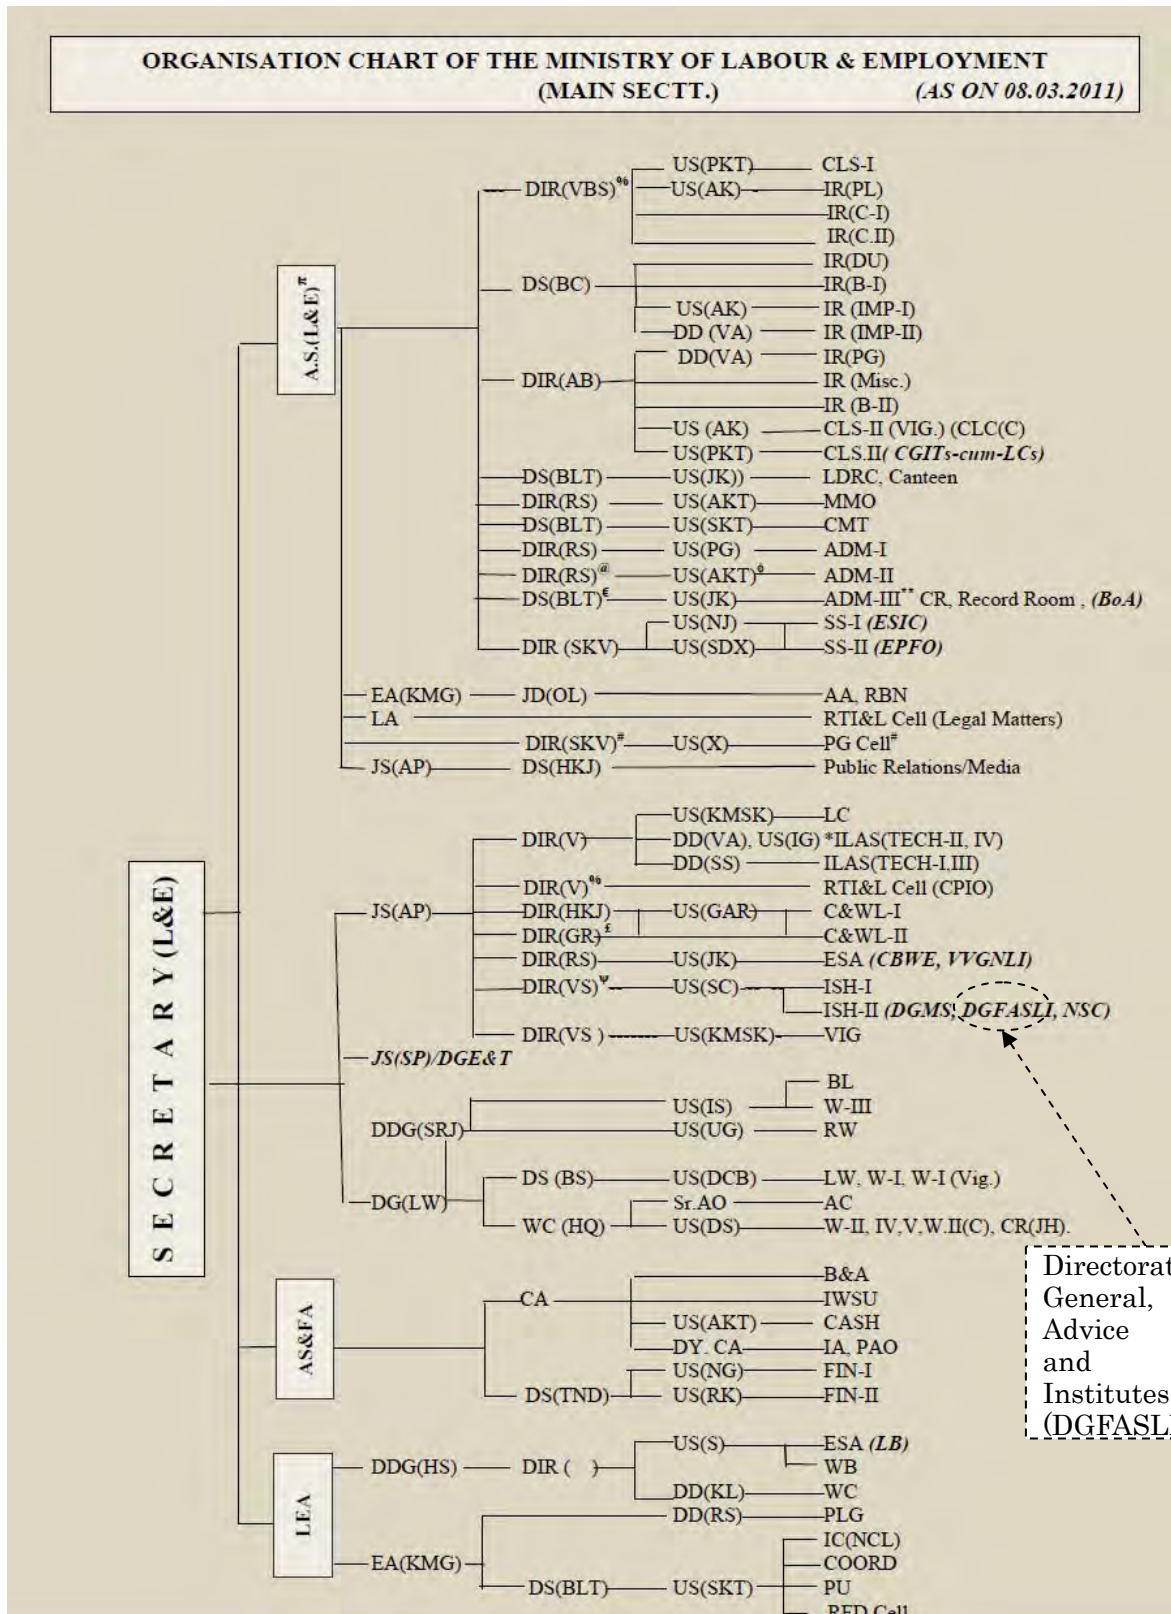 ORGANISATION CHART OF THE MINISTRY OF LABOUR & EMPLOYMENT
(MAIN SECTT.) (AS ON 08.03.2011)
US(PKT) CLS-I
DIR(VBS)% US(AK) IR(PL)
IR(C-I)
IR(C.II)
IR(DU)
DS(BC) IR(B-I)
US(AK) IR (IMP-I)
DD (VA) IR (IMP-II)
A.S.(L&E)π
DD(VA) IR(PG)
DIR(AB) IR (Misc.)
IR (B-II)
US (AK) CLS-II (VIG.) (CLC(C)
US(PKT) CLS.II( CGITs-cum-LCs)
DS(BLT) US(JK)) LDRC, Canteen
DIR(RS) US(AKT) MMO
DS(BLT) US(SKT) CMT
DIR(RS) US(PG) ADM-I
DIR(RS)@ US(AKT)ϕ ADM-II
DS(BLT)€ US(JK) ADM-III** CR, Record Room , (BoA)
US(NJ) SS-I (ESIC)
DIR (SKV) US(SDX) SS-II (EPFO)
EA(KMG) JD(OL) AA, RBN
LA RTI&L Cell (Legal Matters)
DIR(SKV)# US(X) PG Cell#
JS(AP) DS(HKJ) Public Relations/Media
US(KMSK) LC
DIR(V) DD(VA), US(IG) *ILAS(TECH-II, IV)
DD(SS) ILAS(TECH-I,III)
DIR(V)% RTI&L Cell (CPIO)
JS(AP) DIR(HKJ) US(GAR) C&WL-I
DIR(GR)£ C&WL-II
DIR(RS) US(JK) ESA (CBWE, VVGNLI)
DIR(VS)Ψ US(SC) ISH-I
ISH-II (DGMS, DGFASLI, NSC)
DIR(VS ) US(KMSK) VIG
SECRETARY (L&E)
JS(SP)/DGE&T
BL
US(IS) W-III
DDG(SRJ) US(UG) RW
DS (BS) US(DCB) LW, W-I, W-I (Vig.)
DG(LW) Sr.AO AC
WC (HQ) US(DS) W-II, IV,V,W.II(C), CR(JH).
Directorat
General,
Advice
and
Institutes
(DGFASL
B&A
CA IWSU
AS&FA
US(AKT) CASH
DY. CA IA, PAO
US(NG) FIN-I
DS(TND) US(RK) FIN-II
US(S) ESA (LB)
DDG(HS) DIR ( ) WB
DD(KL) WC
LEA
DD(RS) PLG
IC(NCL)
EA(KMG) COORD
DS(BLT) US(SKT) PU
RFD Cell